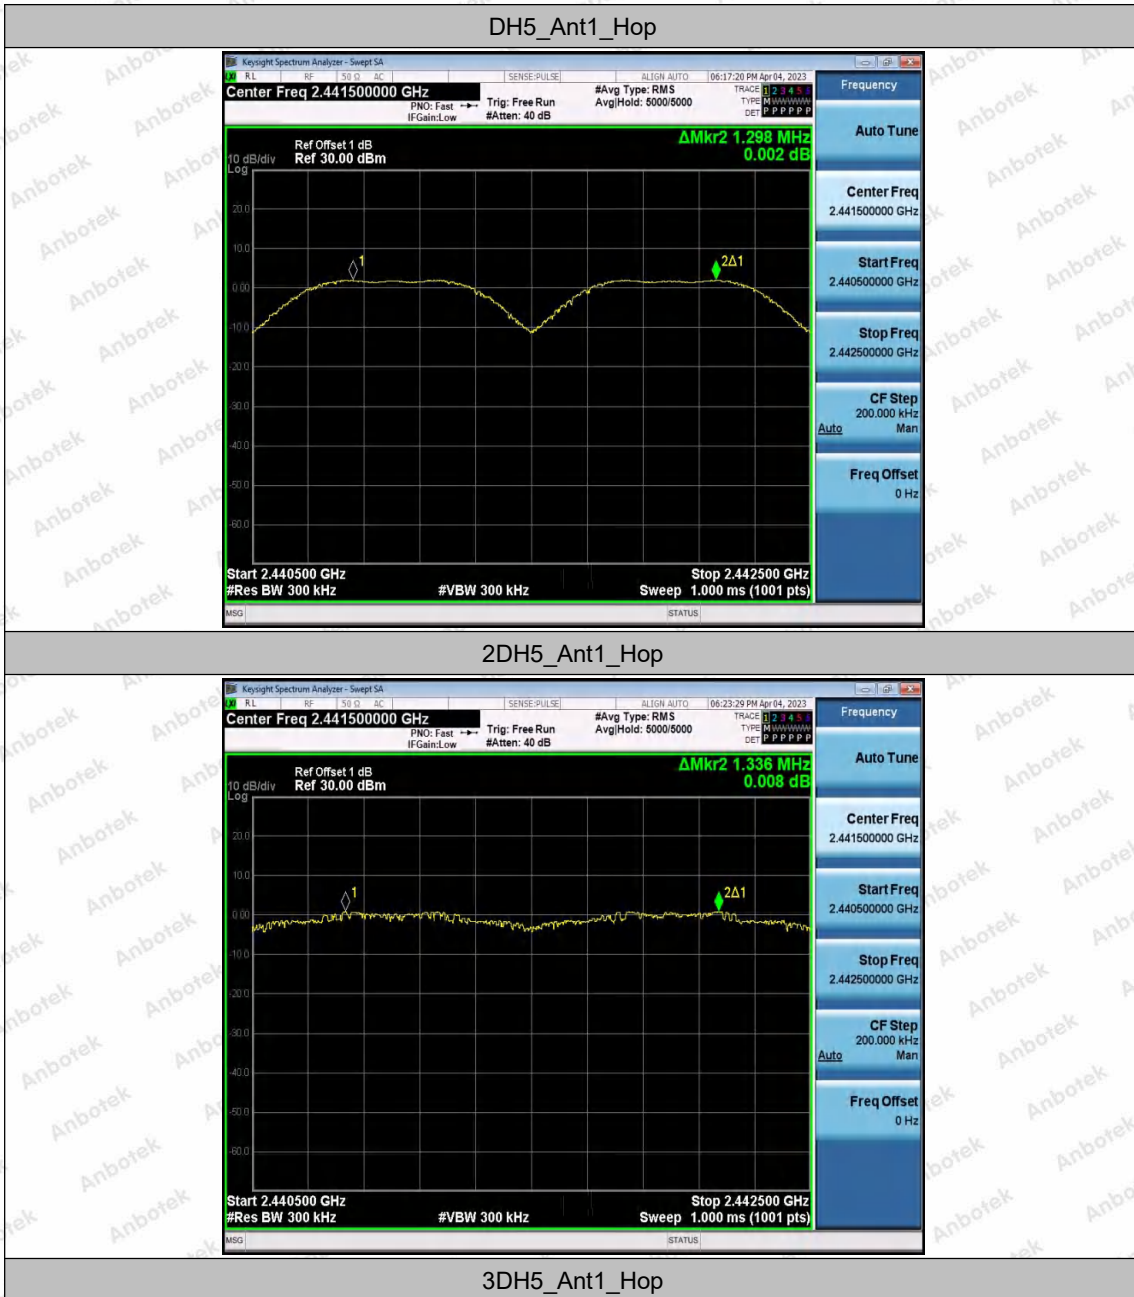 DH5_Ant1_Hop
Keysight Spectrum Analyzer - Swept SA
RL RF 50 Ω AC SENSE:PULSE ALIGN AUTO 06:17:20 PM Apr 04, 2023
Center Freq 2.441500000 GHz #Avg Type: RMS TRACE 1 2 3 4 5 6
PNO: Fast Trig: Free Run Avg|Hold: 5000/5000 TYPE M WWWWW
IFGain:Low #Atten: 40 dB DET P P P P P P
ΔMkr2 1.298 MHz
0.002 dB
Ref Offset 1 dB
10 dB/div Ref 30.00 dBm
Log
20.0
10.0
0.00
-10.0
-20.0
-30.0
-40.0
-50.0
-60.0
1
2Δ1
Start 2.440500 GHz Stop 2.442500 GHz
#Res BW 300 kHz #VBW 300 kHz Sweep 1.000 ms (1001 pts)
MSG STATUS
Frequency
Auto Tune
Center Freq
2.441500000 GHz
Start Freq
2.440500000 GHz
Stop Freq
2.442500000 GHz
CF Step
200.000 kHz
Auto Man
Freq Offset
0 Hz
2DH5_Ant1_Hop
Keysight Spectrum Analyzer - Swept SA
RL RF 50 Ω AC SENSE:PULSE ALIGN AUTO 06:23:29 PM Apr 04, 2023
Center Freq 2.441500000 GHz #Avg Type: RMS TRACE 1 2 3 4 5 6
PNO: Fast Trig: Free Run Avg|Hold: 5000/5000 TYPE M WWWWW
IFGain:Low #Atten: 40 dB DET P P P P P P
ΔMkr2 1.336 MHz
0.008 dB
Ref Offset 1 dB
10 dB/div Ref 30.00 dBm
Log
20.0
10.0
0.00
-10.0
-20.0
-30.0
-40.0
-50.0
-60.0
1
2Δ1
Start 2.440500 GHz Stop 2.442500 GHz
#Res BW 300 kHz #VBW 300 kHz Sweep 1.000 ms (1001 pts)
MSG STATUS
Frequency
Auto Tune
Center Freq
2.441500000 GHz
Start Freq
2.440500000 GHz
Stop Freq
2.442500000 GHz
CF Step
200.000 kHz
Auto Man
Freq Offset
0 Hz
3DH5_Ant1_Hop
Anbotek